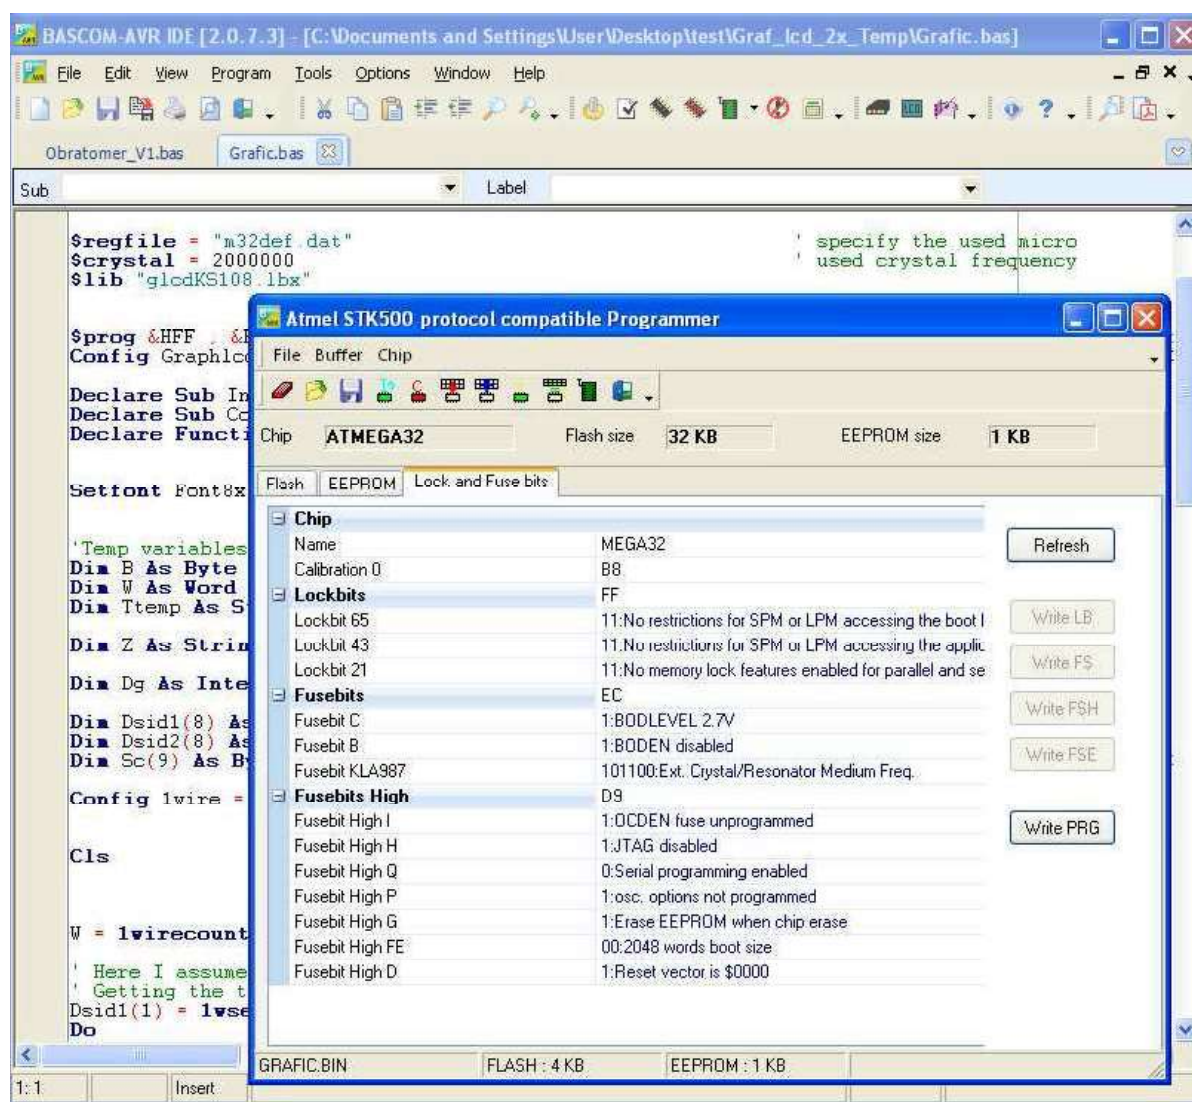 BASCOM-AVR IDE [2.0.7.3] - [C:\Documents and Settings\User\Desktop\test\Graf_lcd_2x_Temp\Grafic.bas]
File Edit View Program Tools Options Window Help
Obratomer_V1.bas Grafic.bas
Sub Label
$regfile = "m32def.dat" ' specify the used micro
$crystal = 2000000 ' used crystal frequency
$lib "glcdKS108.lbx"
Atmel STK500 protocol compatible Programmer
$prog &HFF , &
Config Graphlc
File Buffer Chip
Declare Sub In
Declare Sub Co
Declare Functi
Chip ATMEGA32 Flash size 32 KB EEPROM size 1 KB
Flash EEPROM Lock and Fuse bits
Setfont Font8x
Chip
'Temp variables
Name MEGA32
Refresh
Dim B As Byte
Calibration 0 B8
Dim W As Word
Lockbits FF
Dim Ttemp As S
Lockbit 65 11:No restrictions for SPM or LPM accessing the boot l
Write LB
Dim Z As Strin
Lockbit 43 11:No restrictions for SPM or LPM accessing the applic
Lockbit 21 11:No memory lock features enabled for parallel and se
Write FS
Dim Dg As Inte
Fusebits EC
Write FSH
Dim Dsid1(8) As
Fusebit C 1:BODLEVEL 2.7V
Dim Dsid2(8) As
Fusebit B 1:BODEN disabled
Write FSE
Dim Sc(9) As B
Fusebit KLA987 101100:Ext. Crystal/Resonator Medium Freq.
Config 1wire =
Fusebits High D9
Fusebit High I 1:OCDEN fuse unprogrammed
Write PRG
Fusebit High H 1:JTAG disabled
Cls
Fusebit High Q 0:Serial programming enabled
Fusebit High P 1:osc. options not programmed
Fusebit High G 1:Erase EEPROM when chip erase
W = 1wirecount
Fusebit High FE 00:2048 words boot size
' Here I assume
Fusebit High D 1:Reset vector is $0000
' Getting the t
Dsid1(1) = 1wse
Do
GRAFIC.BIN FLASH : 4 KB EEPROM : 1 KB
1: 1 Insert